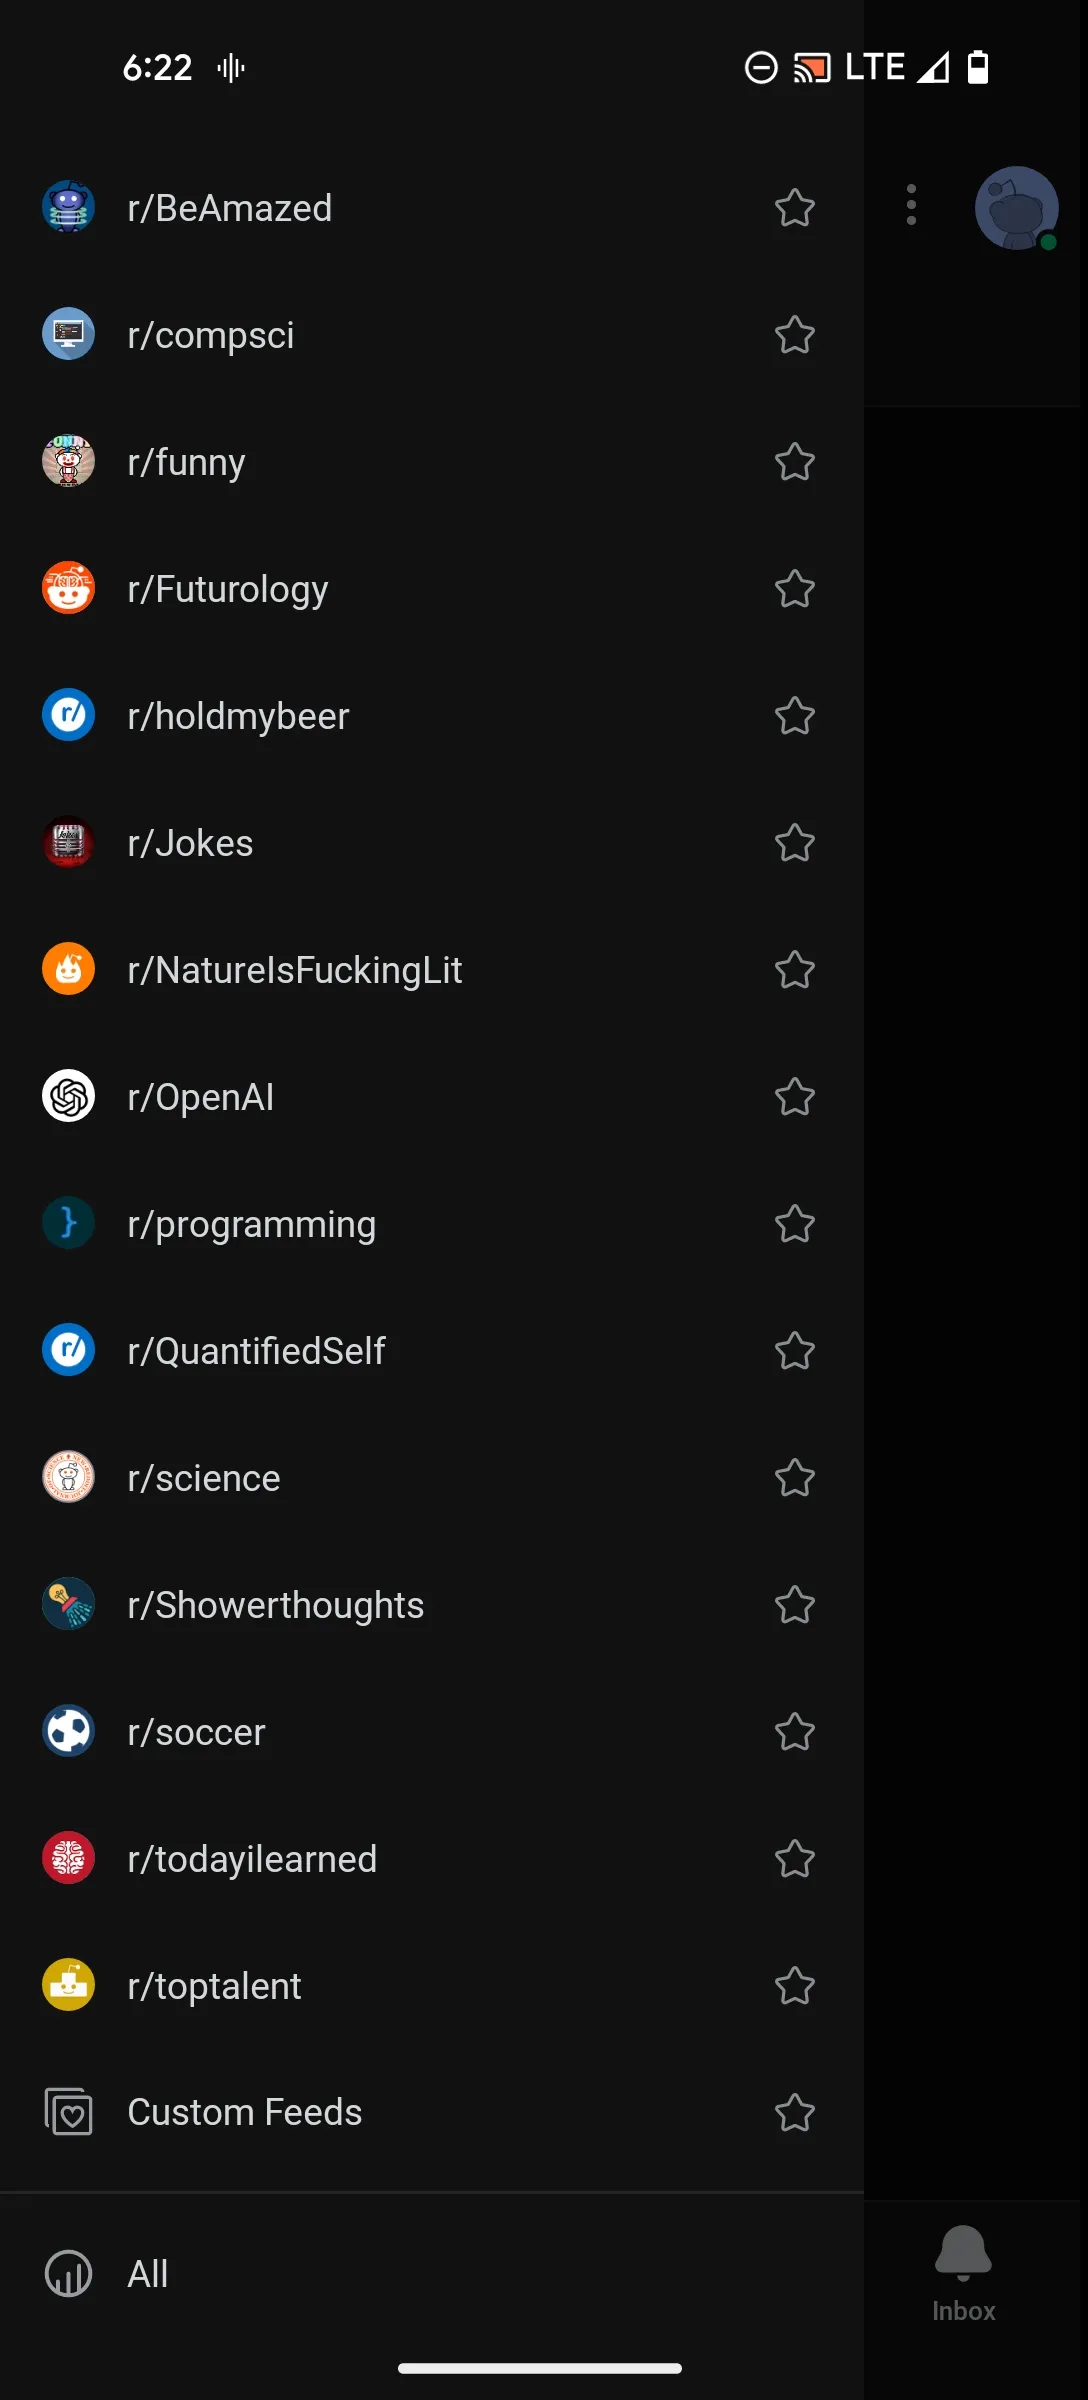 6:22
LTE
r/BeAmazed
r/compsci
r/funny
r/Futurology
r/holdmybeer
r/Jokes
r/NatureIsFuckingLit
r/OpenAI
r/programming
r/QuantifiedSelf
r/science
r/Showerthoughts
r/soccer
r/todayilearned
r/toptalent
Custom Feeds
All
Inbox